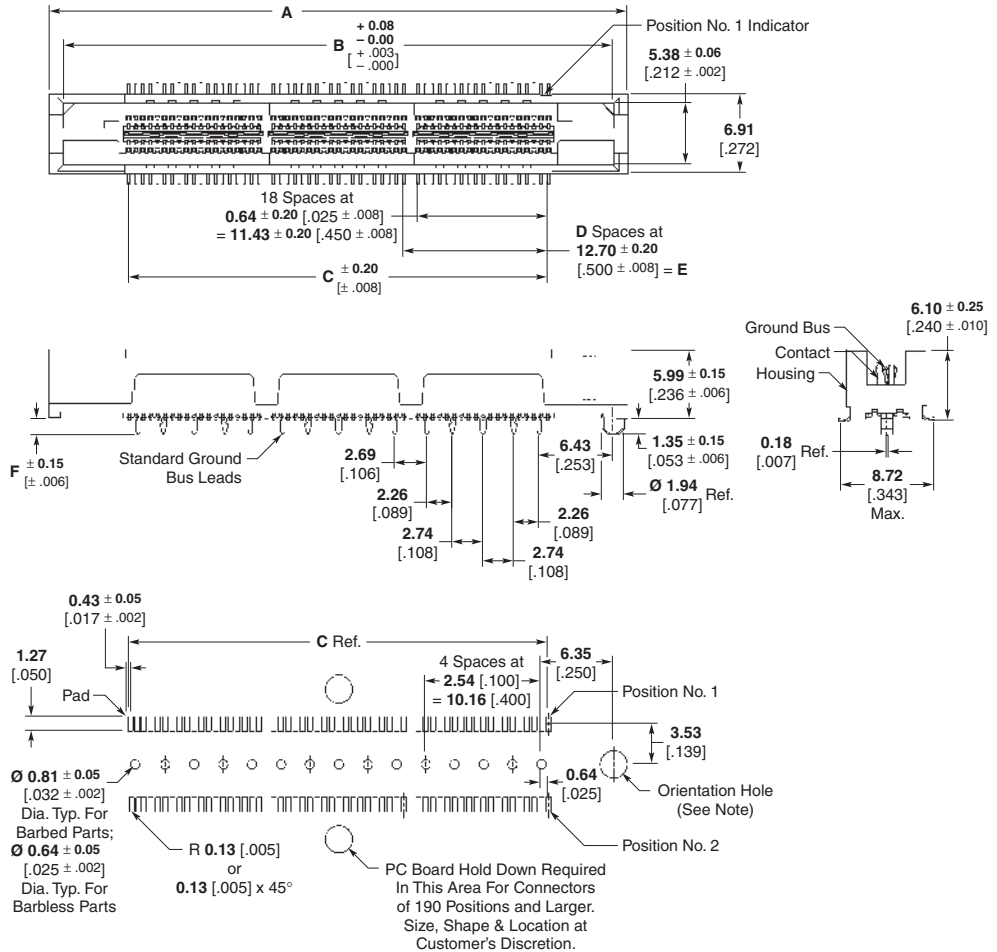 A
+ 0.08
B – 0.00
[+ .003
– .000]
Position No. 1 Indicator
5.38 ± 0.06
[.212 ± .002]
6.91
[.272]
18 Spaces at
0.64 ± 0.20 [.025 ± .008]
= 11.43 ± 0.20 [.450 ± .008]
D Spaces at
12.70 ± 0.20
[.500 ± .008] = E
C ± 0.20
[± .008]
6.10 ± 0.25
[.240 ± .010]
Ground Bus
Contact
Housing
5.99 ± 0.15
[.236 ± .006]
F ± 0.15
[± .006]
Standard Ground
Bus Leads
2.69
[.106]
6.43
[.253]
1.35 ± 0.15
[.053 ± .006]
0.18
[.007] Ref.
2.26
[.089]
Ø 1.94
[.077] Ref.
8.72
[.343]
Max.
2.26
[.089]
2.74
[.108]
2.74
[.108]
0.43 ± 0.05
[.017 ± .002]
C Ref.
1.27
[.050]
4 Spaces at
2.54 [.100]
= 10.16 [.400]
6.35
[.250]
Pad
Position No. 1
3.53
[.139]
Ø 0.81 ± 0.05
[.032 ± .002]
Dia. Typ. For
Barbed Parts;
Ø 0.64 ± 0.05
[.025 ± .002]
Dia. Typ. For
Barbless Parts
0.64
[.025]
Orientation Hole
(See Note)
R 0.13 [.005]
or
0.13 [.005] x 45°
Position No. 2
PC Board Hold Down Required
In This Area For Connectors
of 190 Positions and Larger.
Size, Shape & Location at
Customer's Discretion.